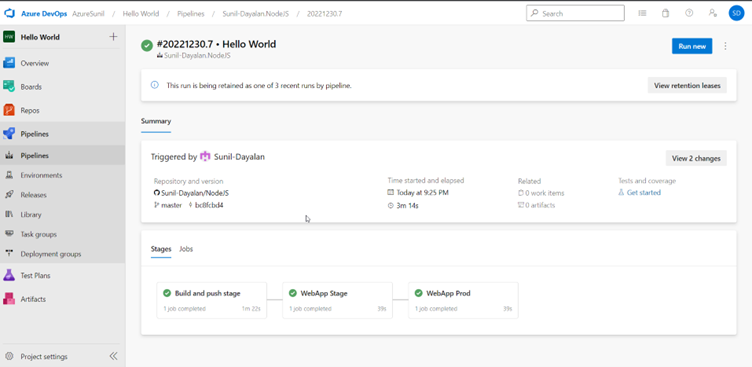 Azure DevOps AzureSunil / Hello World / Pipelines / Sunil-Dayalan.NodeJS / 20221230.7
Search
SD
HW Hello World
Overview
Boards
Repos
Pipelines
Pipelines
Environments
Releases
Library
Task groups
Deployment groups
Test Plans
Artifacts
Project settings
#20221230.7 • Hello World
Sunil-Dayalan.NodeJS
Run new
This run is being retained as one of 3 recent runs by pipeline.
View retention leases
Summary
Triggered by Sunil-Dayalan
View 2 changes
Repository and version
Sunil-Dayalan/NodeJS
master bc8fcbd4
Time started and elapsed
Today at 9:25 PM
3m 14s
Related
0 work items
0 artifacts
Tests and coverage
Get started
Stages Jobs
Build and push stage
1 job completed 1m 22s
WebApp Stage
1 job completed 39s
WebApp Prod
1 job completed 39s